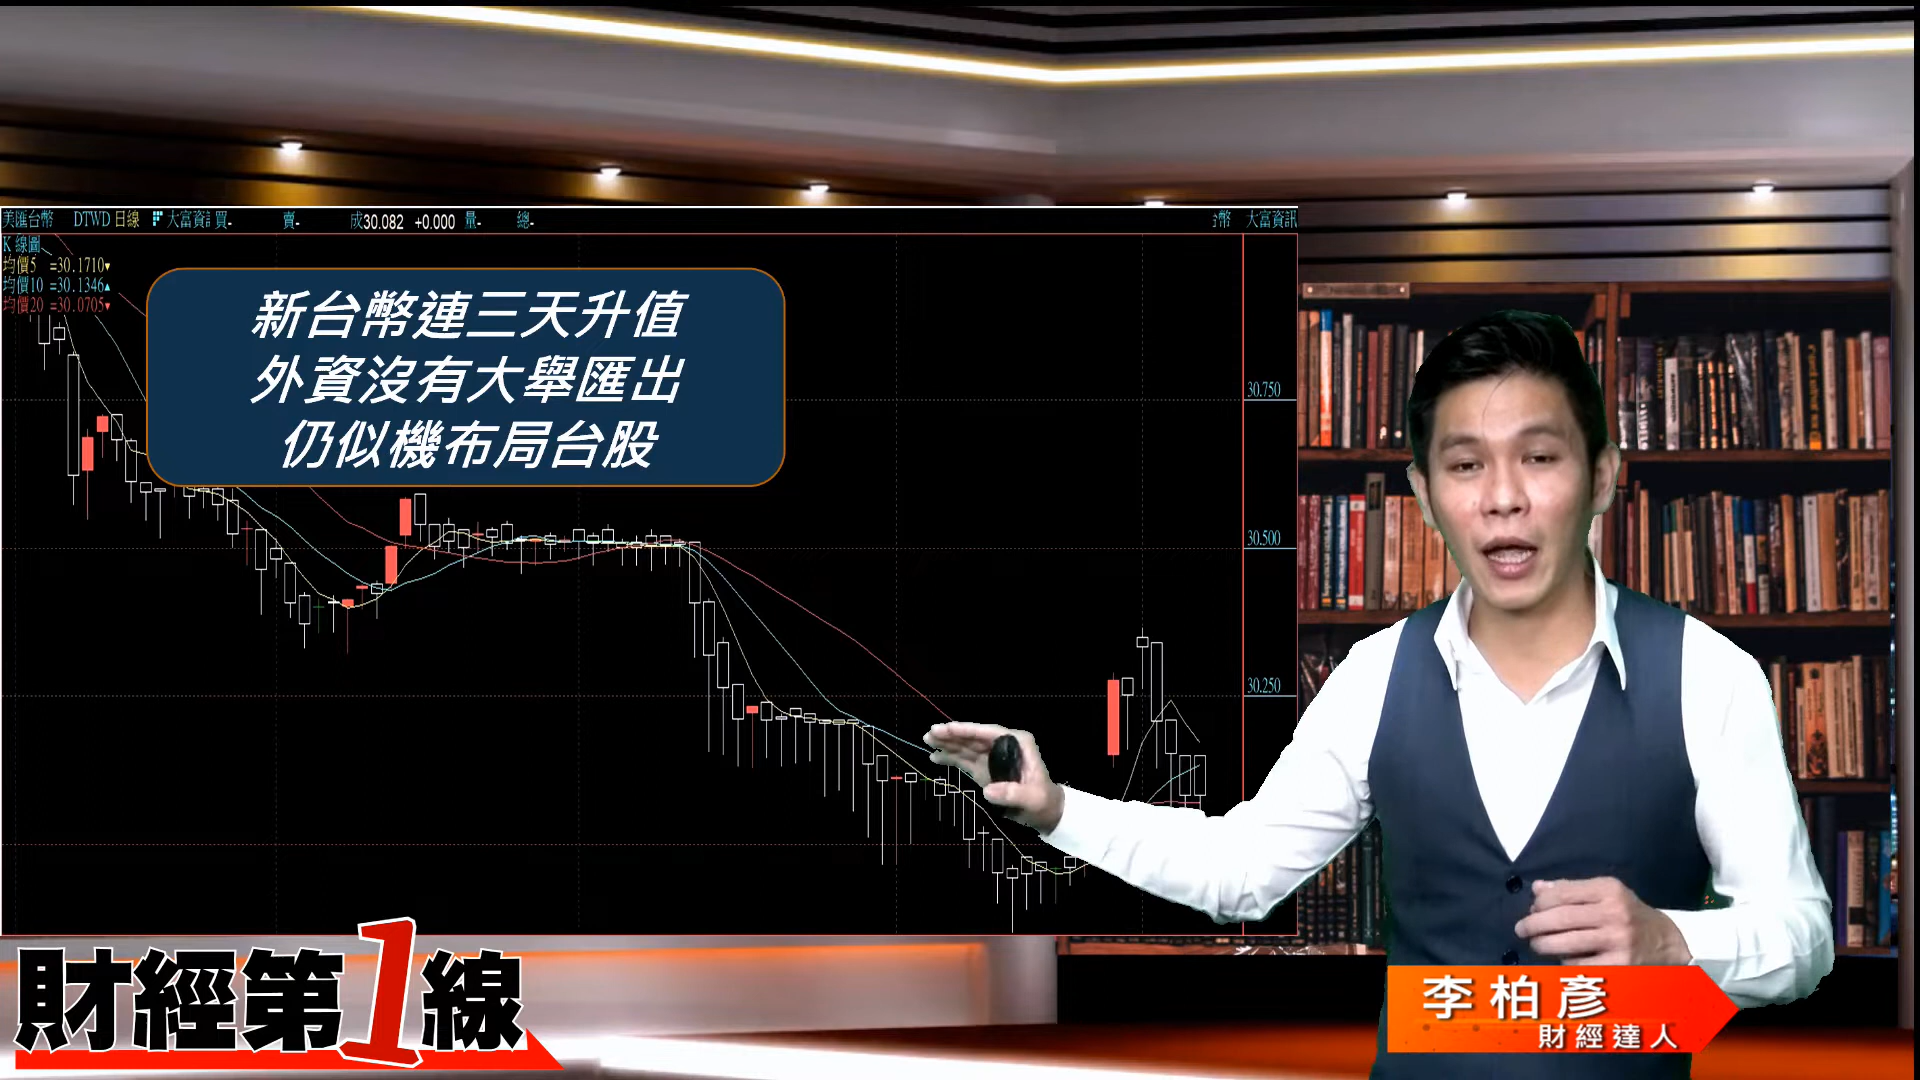 美匯台幣 DTWD 日線 大富資訊 買- 賣- 成30.082 +0.000 量- 總- 台幣 大富資訊
K 線圖
均價5 =30.1710▼
均價10 =30.1346▲
均價20 =30.0705▼
新台幣連三天升值
外資沒有大舉匯出
仍似機布局台股
30.750
30.500
30.250
財經第1線
李柏彥
財經達人